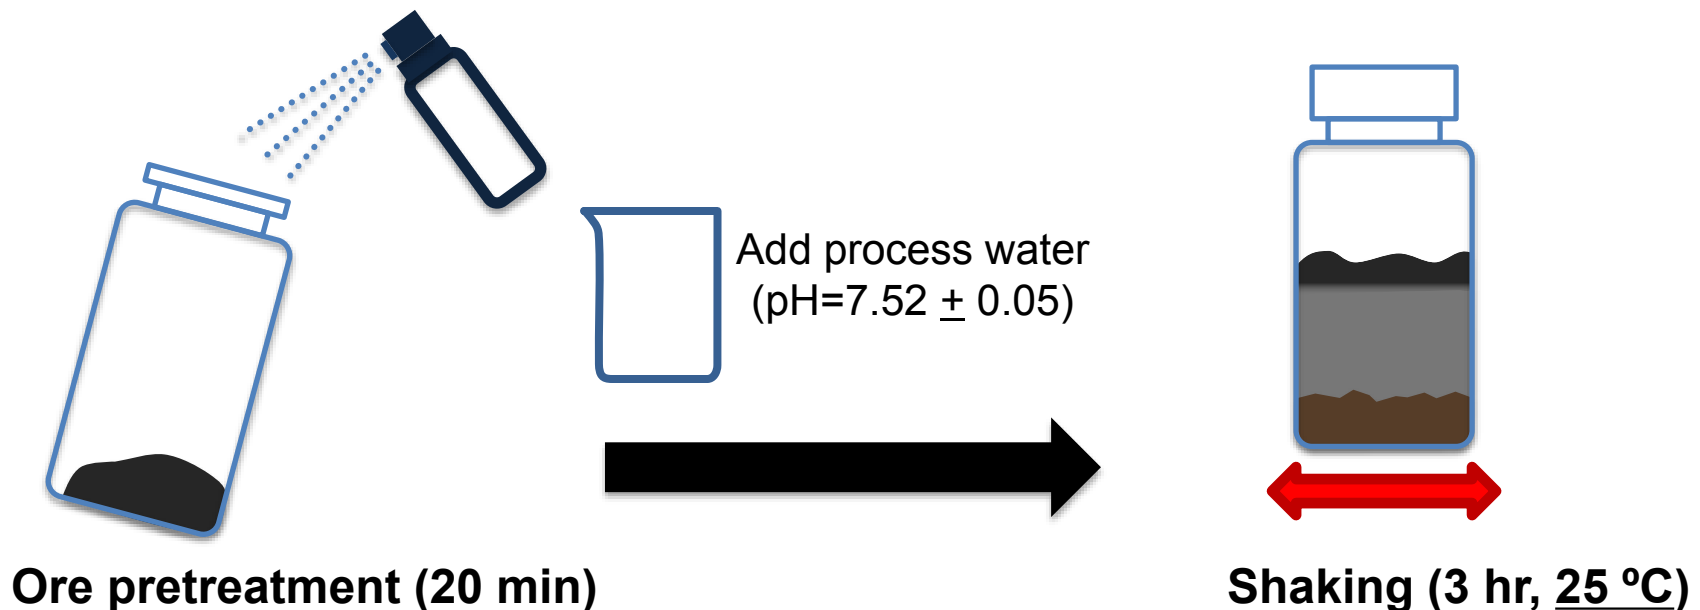 Add process water
(pH=7.52 ± 0.05)
Ore pretreatment (20 min)
Shaking (3 hr, 25 ºC)